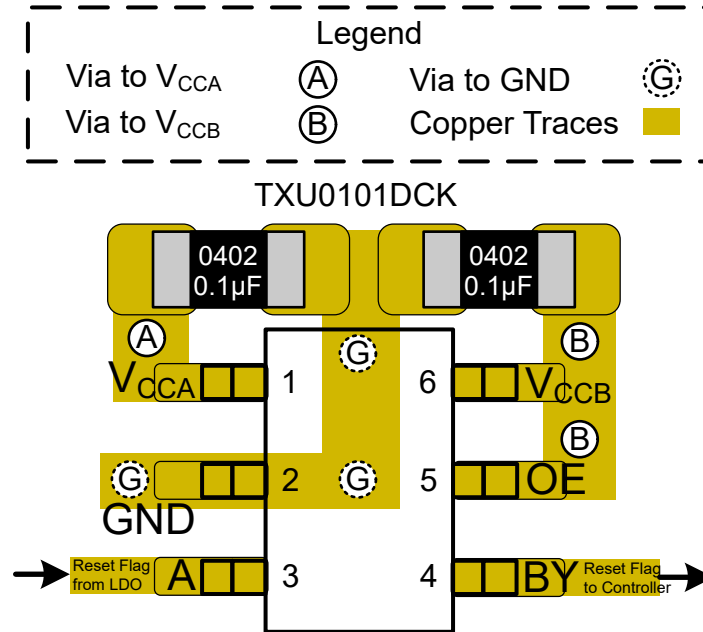 Legend
Via to VCCA A Via to GND G
Via to VCCB B Copper Traces
TXU0101DCK
0402 0402
0.1µF 0.1µF
A G B
VCCA 1 6 VCCB
B
G 2 G 5 OE
GND
Reset Flag
from LDO A 3 4 BY Reset Flag
to Controller